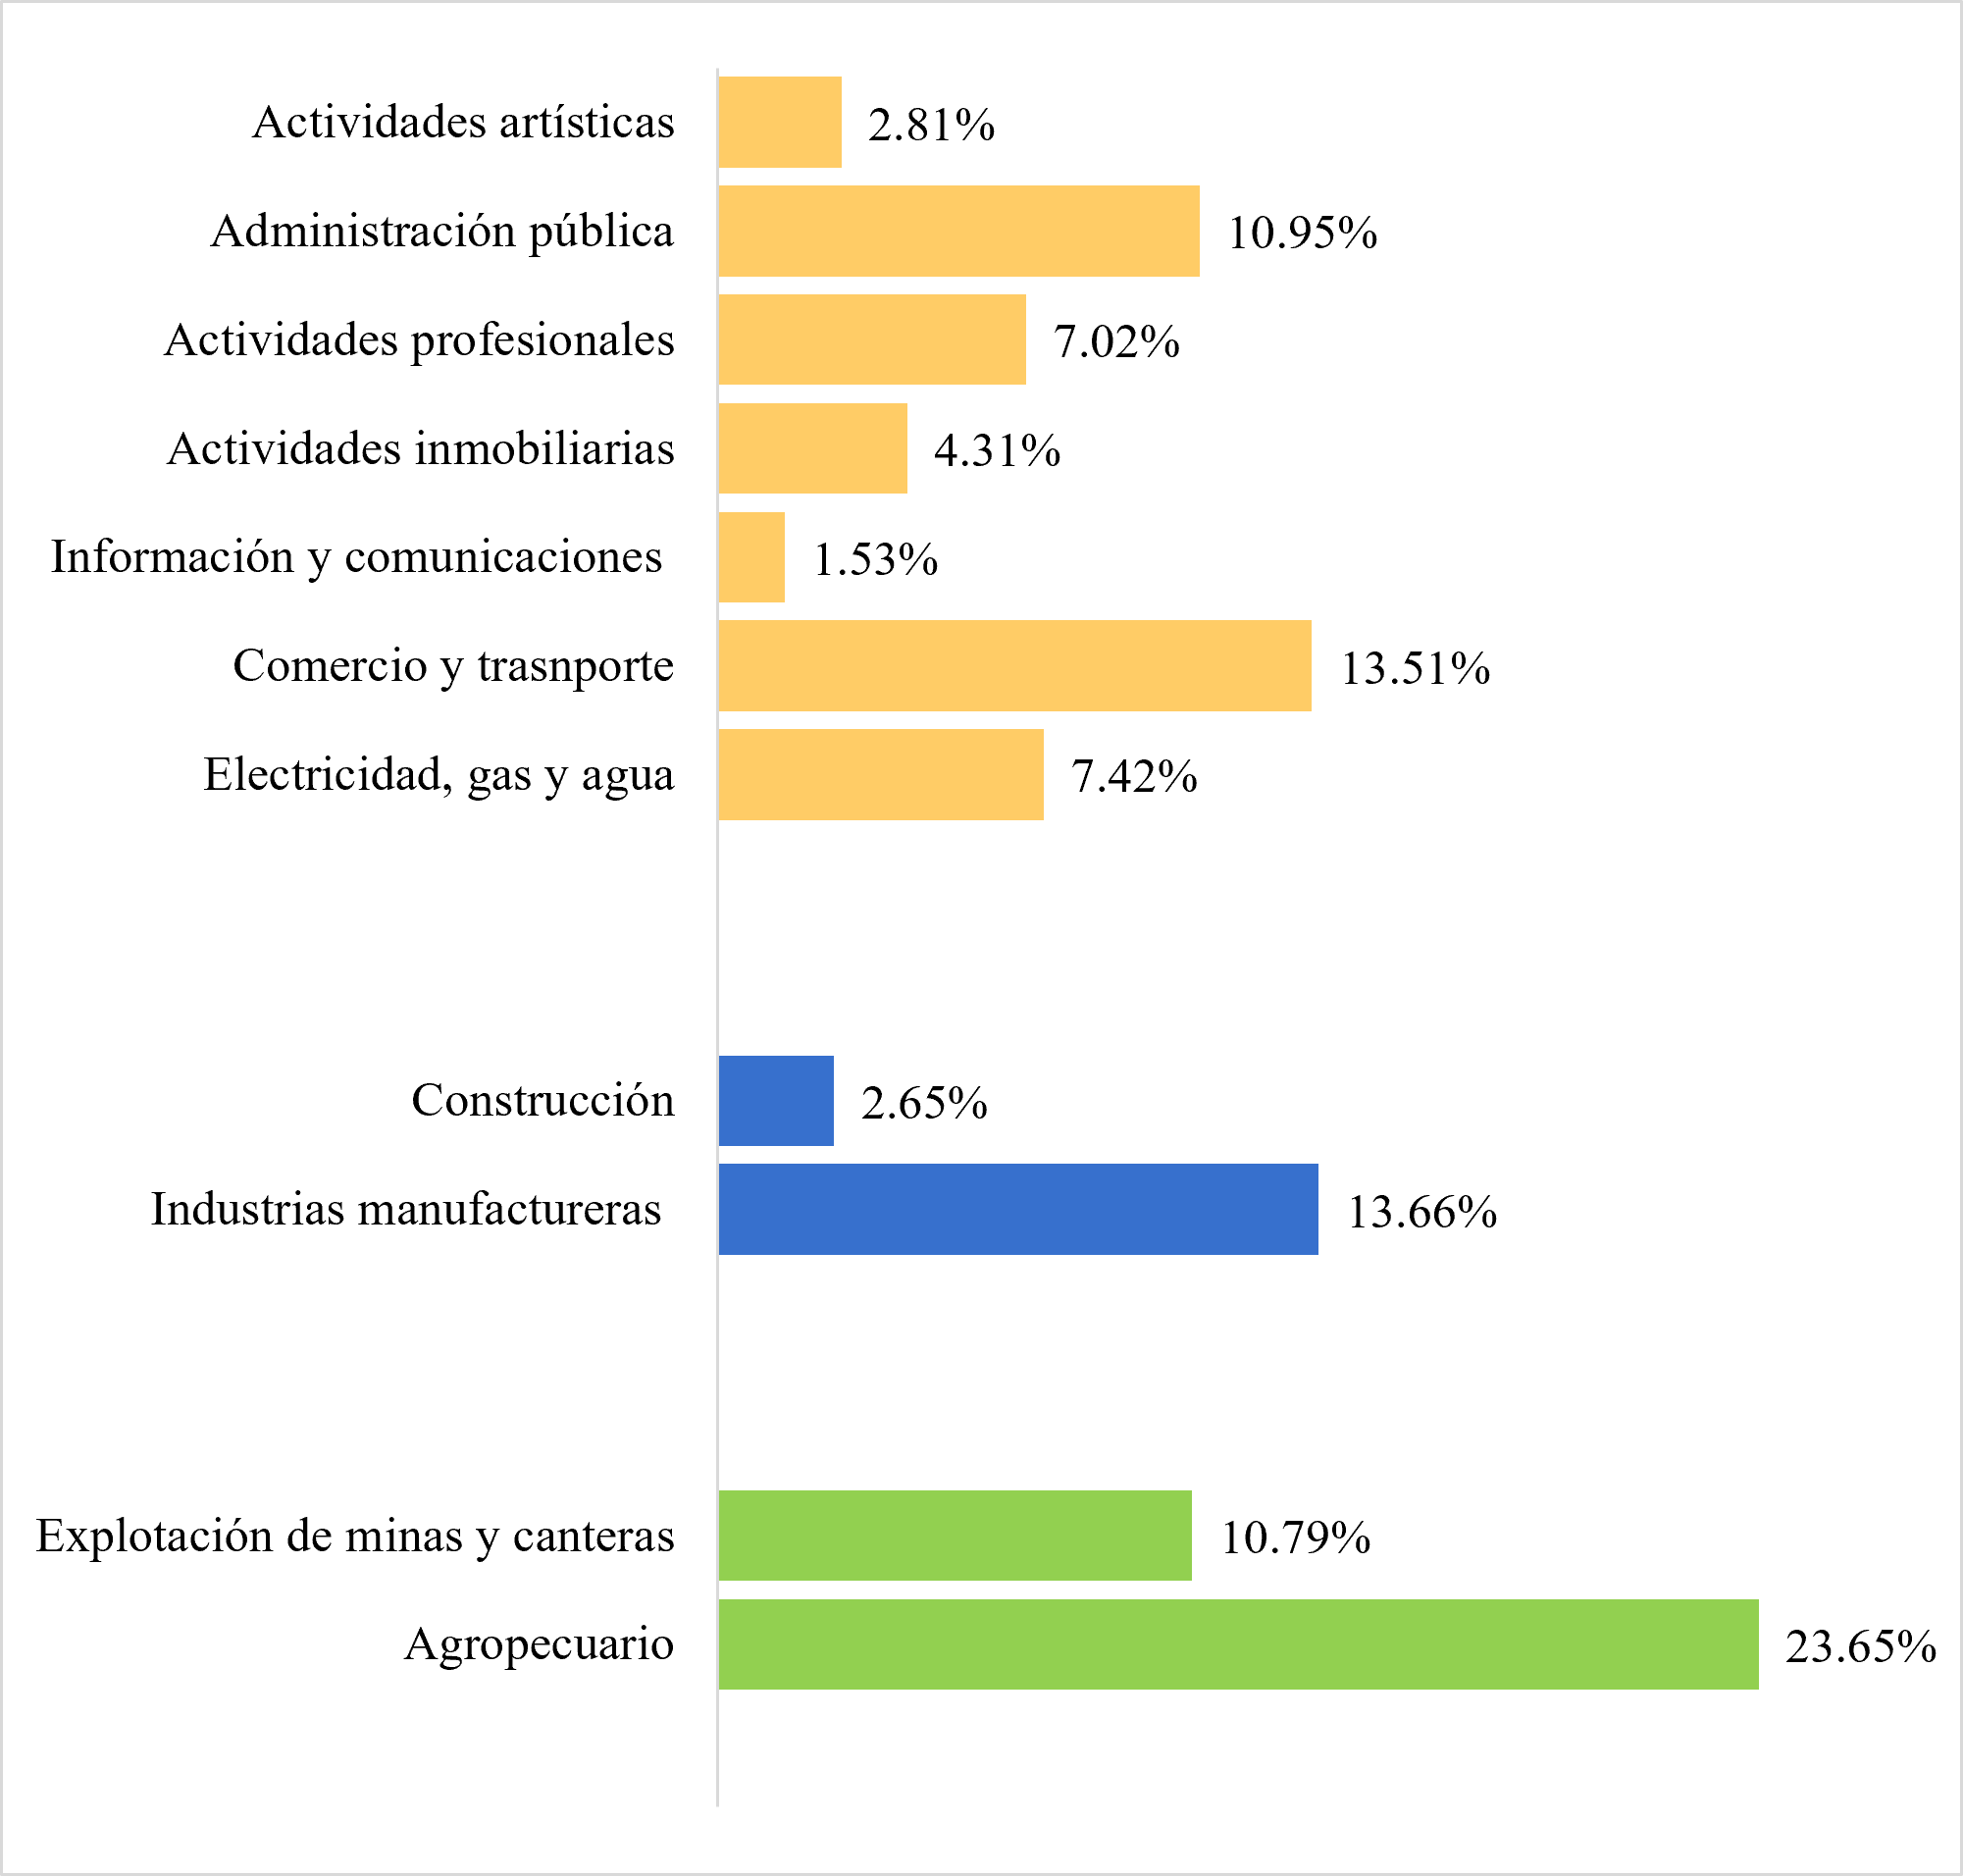 Actividades artísticas 2.81%
Administración pública 10.95%
Actividades profesionales 7.02%
Actividades inmobiliarias 4.31%
Información y comunicaciones 1.53%
Comercio y trasnporte 13.51%
Electricidad, gas y agua 7.42%
Construcción 2.65%
Industrias manufactureras 13.66%
Explotación de minas y canteras 10.79%
Agropecuario 23.65%